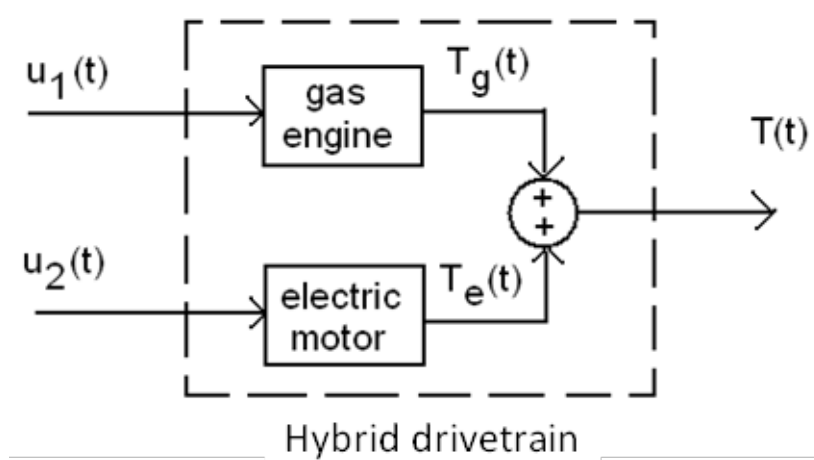 u1(t)
gas
engine
Tg(t)
+
+
T(t)
u2(t)
electric
motor
Te(t)
Hybrid drivetrain